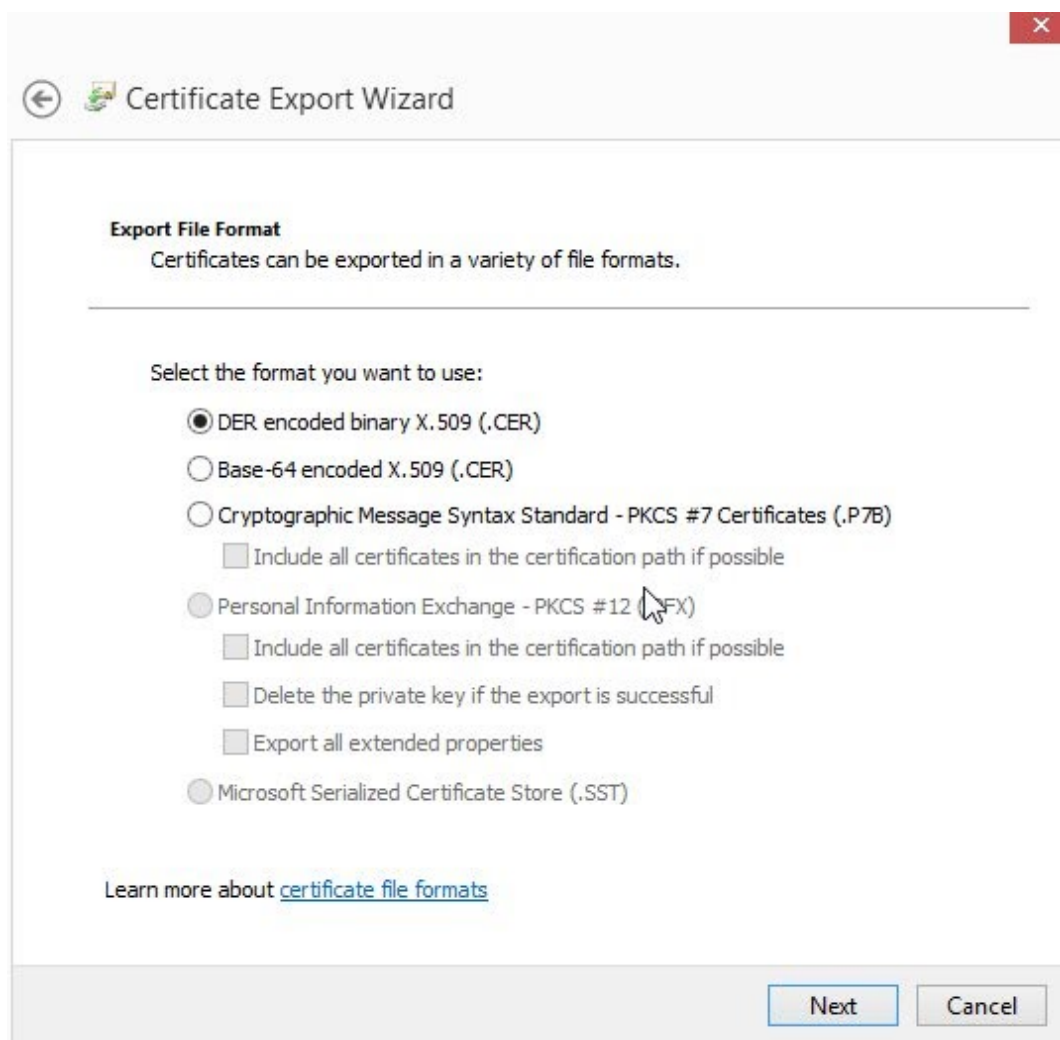 Certificate Export Wizard
Export File Format
Certificates can be exported in a variety of file formats.
Select the format you want to use:
DER encoded binary X.509 (.CER)
Base-64 encoded X.509 (.CER)
Cryptographic Message Syntax Standard - PKCS #7 Certificates (.P7B)
Include all certificates in the certification path if possible
Personal Information Exchange - PKCS #12
Include all certificates in the certification path if possible
Delete the private key if the export is successful
Export all extended properties
Microsoft Serialized Certificate Store (.SST)
Learn more about certificate file formats
Next
Cancel